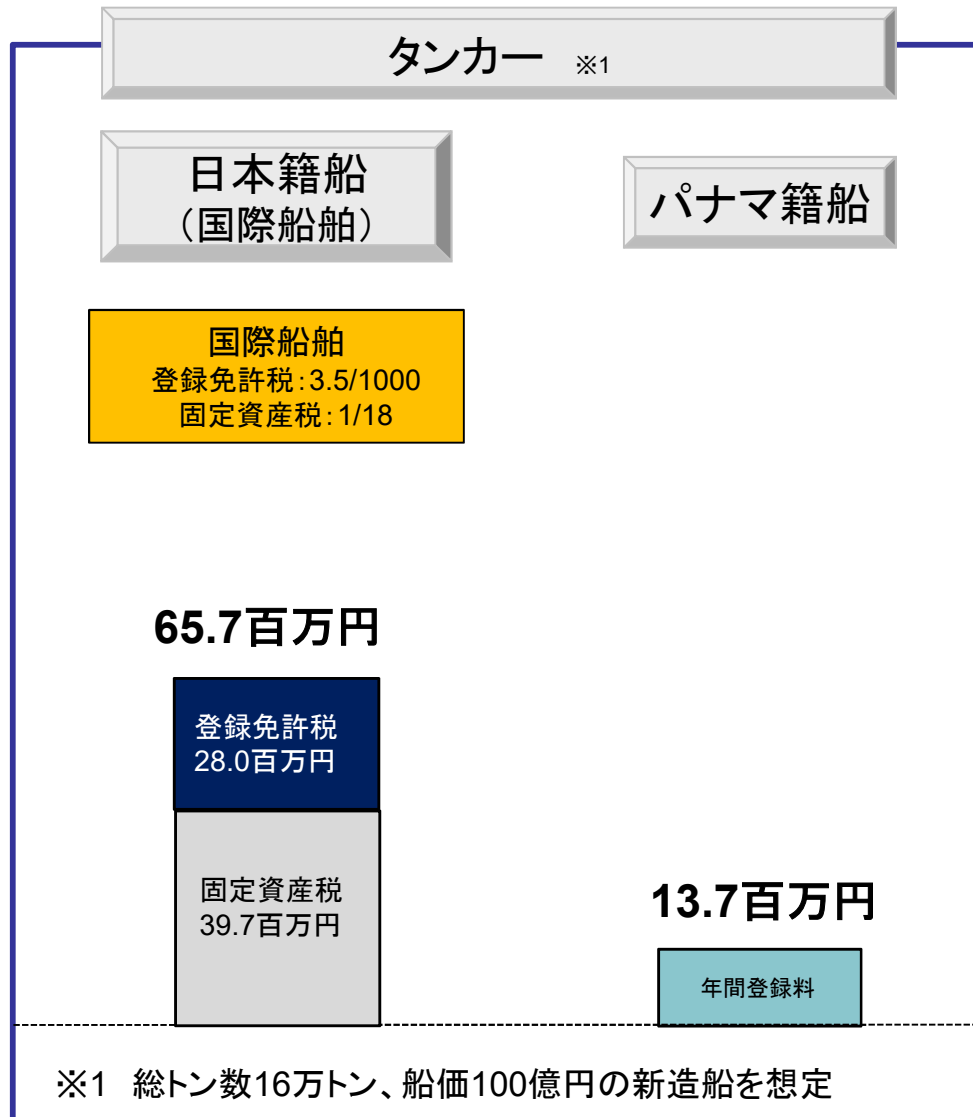 タンカー ※1
日本籍船
（国際船舶）
パナマ籍船
国際船舶
登録免許税：3.5/1000
固定資産税：1/18
65.7百万円
登録免許税
28.0百万円
固定資産税
39.7百万円
13.7百万円
年間登録料
※1 総トン数16万トン、船価100億円の新造船を想定